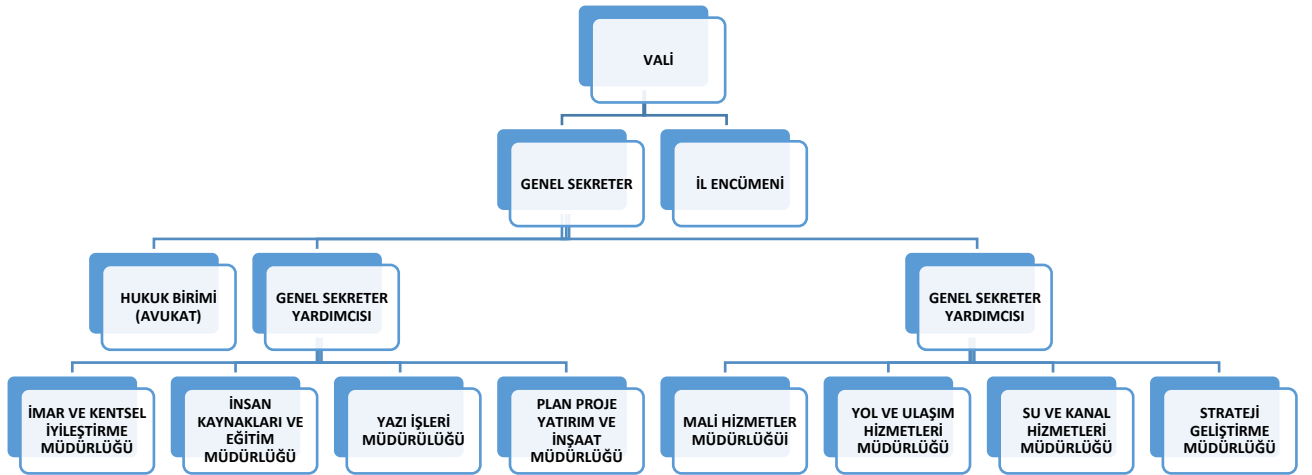 VALİ
GENEL SEKRETER
İL ENCÜMENİ
HUKUK BİRİMİ
(AVUKAT)
GENEL SEKRETER
YARDIMCISI
GENEL SEKRETER
YARDIMCISI
İMAR VE KENTSEL
İYİLEŞTİRME
MÜDÜRLÜĞÜ
İNSAN
KAYNAKLARI VE
EĞİTİM
MÜDÜRLÜĞÜ
YAZI İŞLERİ
MÜDÜRÜLÜĞÜ
PLAN PROJE
YATIRIM VE
İNŞAAT
MÜDÜRLÜĞÜ
MALİ HİZMETLER
MÜDÜRLÜĞÜİ
YOL VE ULAŞIM
HİZMETLERİ
MÜDÜRLÜĞÜ
SU VE KANAL
HİZMETLERİ
MÜDÜRLÜĞÜ
STRATEJİ
GELİŞTİRME
MÜDÜRLÜĞÜ